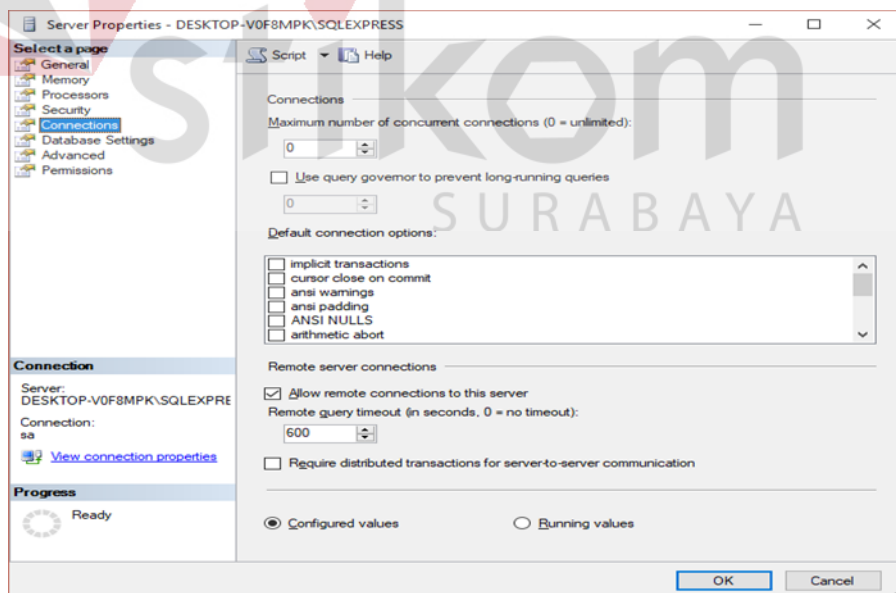 Server Properties - DESKTOP-V0F8MPK\SQLEXPRESS
Select a page
General
Memory
Processors
Security
Connections
Database Settings
Advanced
Permissions
Script
Help
Connections
Maximum number of concurrent connections (0 = unlimited):
0
Use query governor to prevent long-running queries
0
Default connection options:
implicit transactions
cursor close on commit
ansi warnings
ansi padding
ANSI NULLS
arithmetic abort
Remote server connections
Allow remote connections to this server
Remote query timeout (in seconds, 0 = no timeout):
600
Require distributed transactions for server-to-server communication
Configured values
Running values
Connection
Server:
DESKTOP-V0F8MPK\SQLEXPRE
Connection:
sa
View connection properties
Progress
Ready
OK
Cancel
stikom
SURABAYA